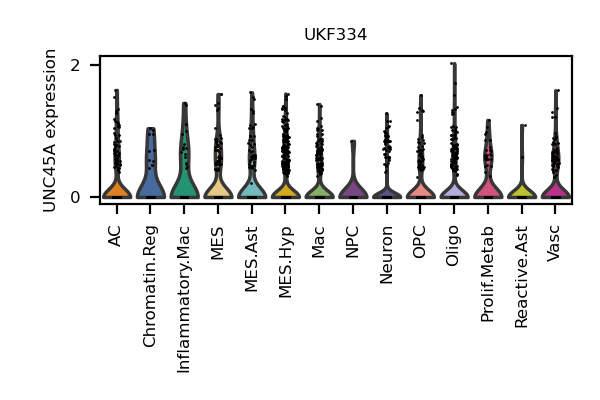 UKF334
UNC45A expression
2
0
AC
Chromatin.Reg
Inflammatory.Mac
MES
MES.Ast
MES.Hyp
Mac
NPC
Neuron
OPC
Oligo
Prolif.Metab
Reactive.Ast
Vasc